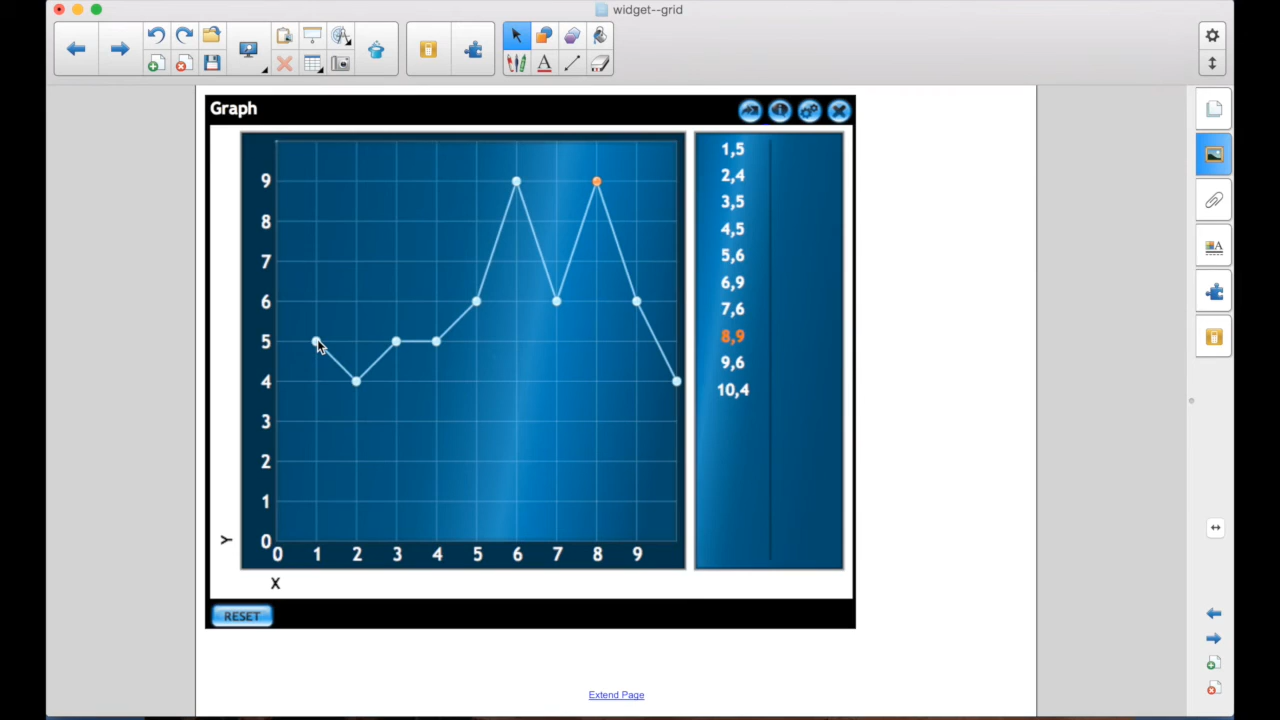 widget--grid
A
Graph
9
8
7
6
5
4
3
2
1
0
0 1 2 3 4 5 6 7 8 9
Y
X
1,5
2,4
3,5
4,5
5,6
6,9
7,6
8,9
9,6
10,4
RESET
Extend Page
A